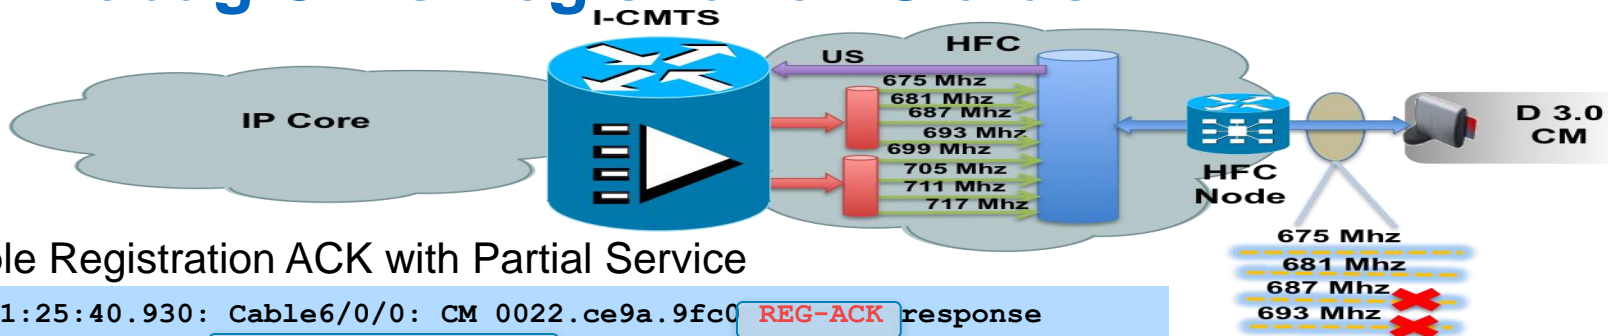 I-CMTS
HFC
US
675 Mhz
681 Mhz
687 Mhz
693 Mhz
699 Mhz
705 Mhz
711 Mhz
717 Mhz
IP Core
D 3.0
CM
HFC
Node
675 Mhz
681 Mhz
687 Mhz
693 Mhz
Registration ACK with Partial Service
1:25:40.930: Cable6/0/0: CM 0022.ce9a.9fc0 REG-ACK response